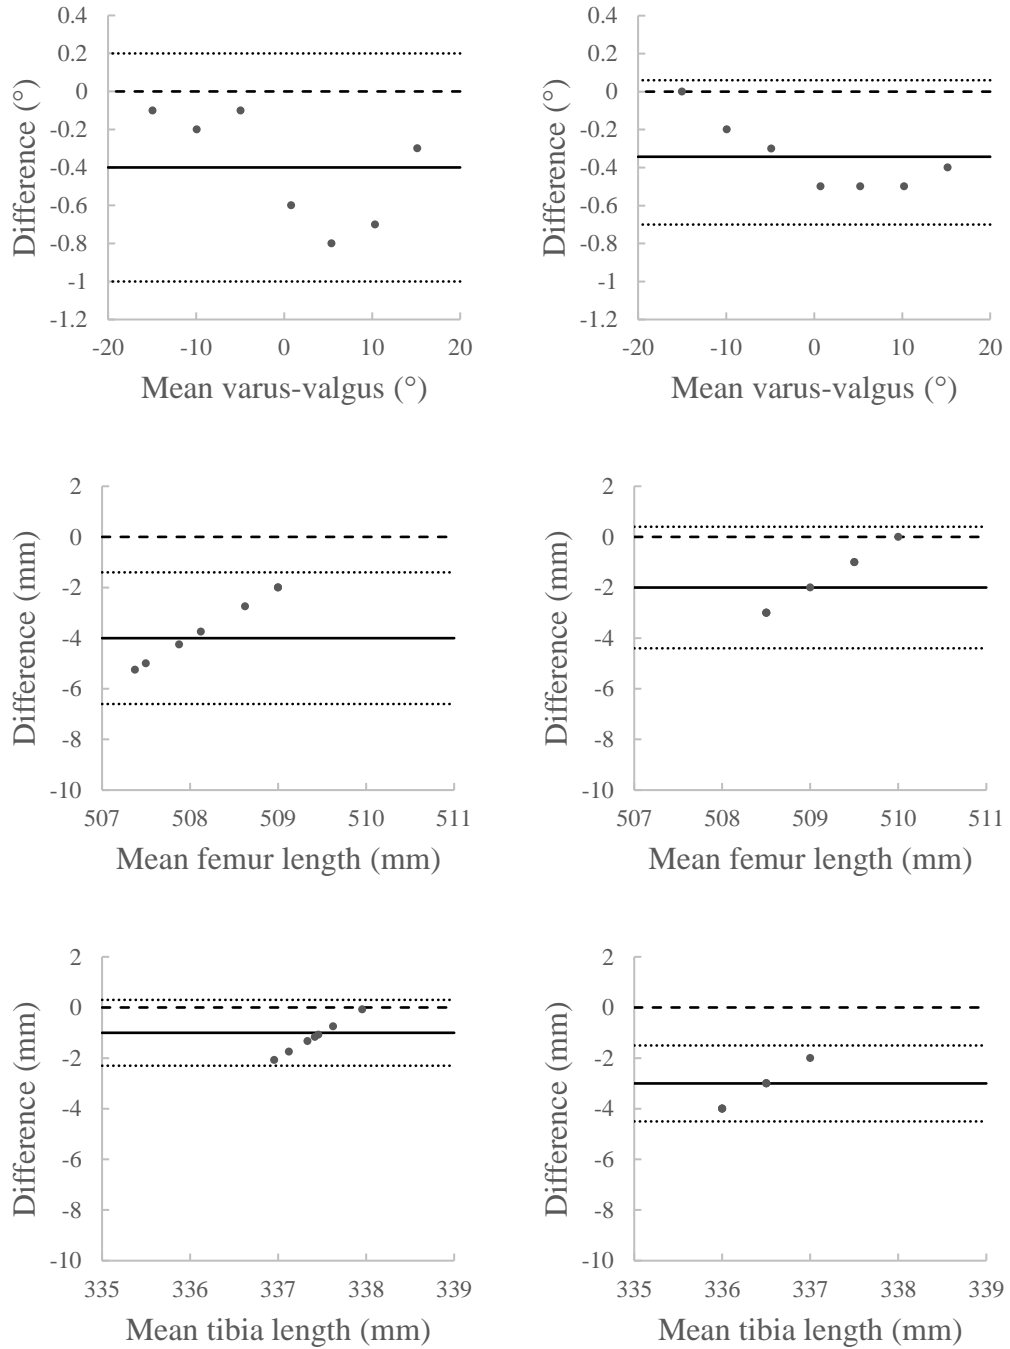 0.4
0.2
0
-0.2
-0.4
-0.6
-0.8
-1
-1.2
Difference (°)
-20 -10 0 10 20
Mean varus-valgus (°)
0.4
0.2
0
-0.2
-0.4
-0.6
-0.8
-1
-1.2
Difference (°)
-20 -10 0 10 20
Mean varus-valgus (°)
2
0
-2
-4
-6
-8
-10
Difference (mm)
507 508 509 510 511
Mean femur length (mm)
2
0
-2
-4
-6
-8
-10
Difference (mm)
507 508 509 510 511
Mean femur length (mm)
2
0
-2
-4
-6
-8
-10
Difference (mm)
335 336 337 338 339
Mean tibia length (mm)
2
0
-2
-4
-6
-8
-10
Difference (mm)
335 336 337 338 339
Mean tibia length (mm)